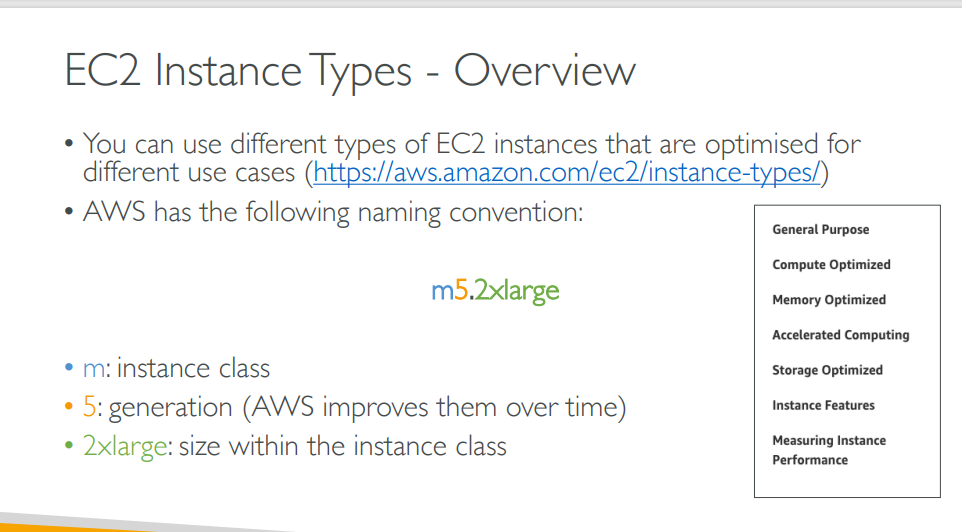 EC2 Instance Types - Overview
• You can use different types of EC2 instances that are optimised for
different use cases (https://aws.amazon.com/ec2/instance-types/)
• AWS has the following naming convention:
m5.2xlarge
• m: instance class
• 5: generation (AWS improves them over time)
• 2xlarge: size within the instance class
General Purpose
Compute Optimized
Memory Optimized
Accelerated Computing
Storage Optimized
Instance Features
Measuring Instance
Performance